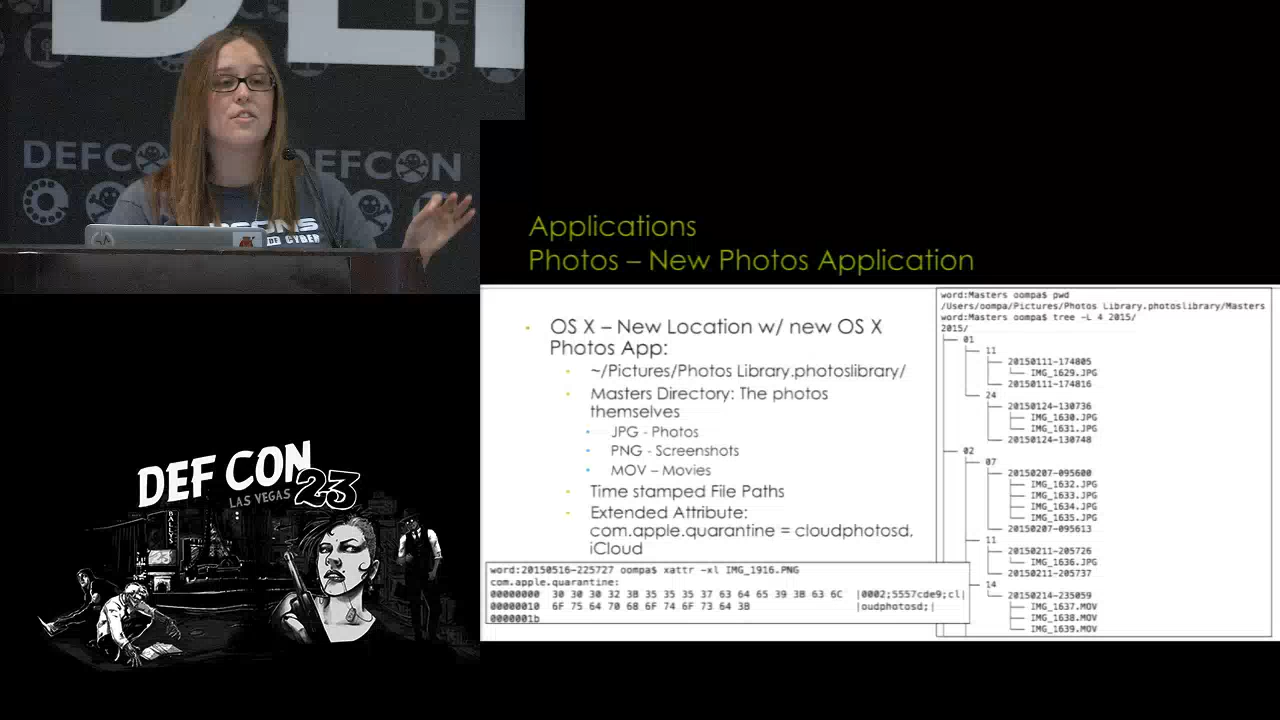 DEFCON
DEFCON
OF CYBER
Applications
Photos – New Photos Application
OS X – New Location w/ new OS X
Photos App:
~/Pictures/Photos Library.photoslibrary/
Masters Directory: The photos
themselves
JPG - Photos
PNG - Screenshots
MOV – Movies
Time stamped File Paths
Extended Attribute:
com.apple.quarantine = cloudphotosd,
iCloud
word:20150516-225727 oompa$ xattr -xl IMG_1916.PNG
com.apple.quarantine:
00000000 30 30 30 32 3B 35 35 35 37 63 64 65 39 3B 63 6C |0002;5557cde9;cl|
00000010 6F 75 64 70 68 6F 74 6F 73 64 3B |oudphotosd;|
0000001b
word:Masters oompa$ pwd
/Users/oompa/Pictures/Photos Library.photoslibrary/Masters
word:Masters oompa$ tree -L 4 2015/
2015/
01
11
20150111-174805
IMG_1629.JPG
20150111-174816
24
20150124-130736
IMG_1630.JPG
IMG_1631.JPG
20150124-130748
02
07
20150207-095600
IMG_1632.JPG
IMG_1633.JPG
IMG_1634.JPG
IMG_1635.JPG
20150207-095613
11
20150211-205726
IMG_1636.JPG
20150211-205737
14
20150214-235059
IMG_1637.MOV
IMG_1638.MOV
IMG_1639.MOV
DEF CON 23
LAS VEGAS
BALLY'S